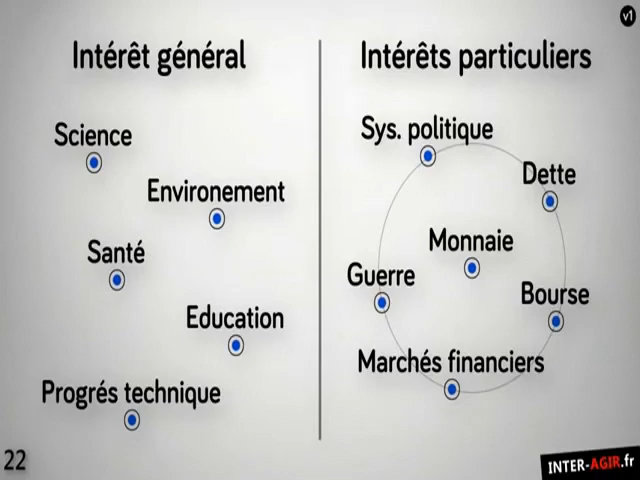 v1
Intérêt général
Intérêts particuliers
Science
Environement
Santé
Education
Progrés technique
Sys. politique
Dette
Monnaie
Guerre
Bourse
Marchés financiers
22
INTER-AGIR.fr